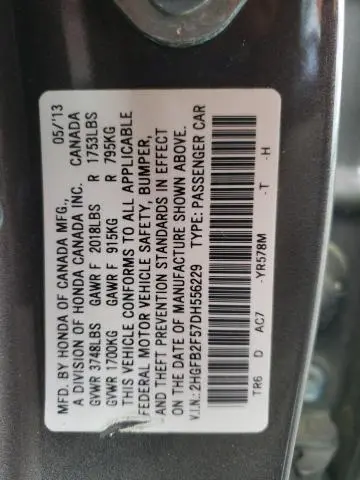 MFD. BY HONDA OF CANADA MFG., 05/'13
A DIVISION OF HONDA CANADA INC. CANADA
GVWR 3748LBS GAWR F 2018LBS R 1753LBS
GVWR 1700KG GAWR F 915KG R 795KG
THIS VEHICLE CONFORMS TO ALL APPLICABLE
FEDERAL MOTOR VEHICLE SAFETY, BUMPER,
AND THEFT PREVENTION STANDARDS IN EFFECT
ON THE DATE OF MANUFACTURE SHOWN ABOVE.
V.I.N.: 2HGFB2F57DH556229 TYPE: PASSENGER CAR
TR6 D AC7 -YR578M -T -H